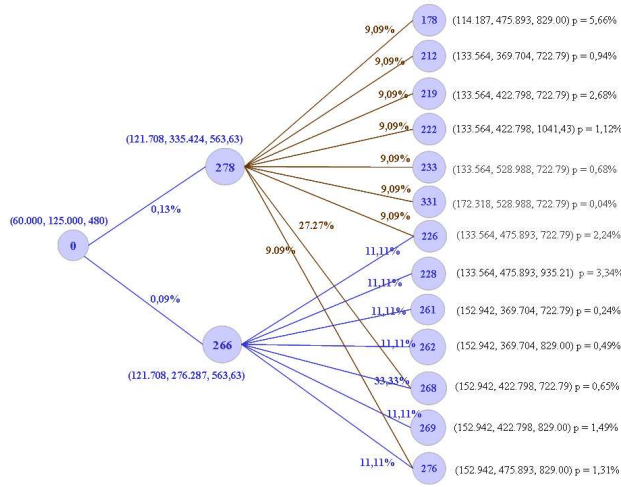 178 (114.187, 475.893, 829.00) p = 5,66%
9,09%
212 (133.564, 369.704, 722.79) p = 0,94%
9,09%
219 (133.564, 422.798, 722.79) p = 2,68%
9,09%
222 (133.564, 422.798, 1041,43) p = 1,12%
9,09%
(121.708, 335.424, 563,63)
278
9,09%
233 (133.564, 528.988, 722.79) p = 0,68%
9,09%
331 (172.318, 528.988, 722.79) p = 0,04%
0,13%
9,09%
(60.000, 125.000, 480)
27.27%
226 (133.564, 475.893, 722.79) p = 2,24%
0
9.09%
11,11%
228 (133.564, 475.893, 935.21) p = 3,34%
11,11%
0,09%
11,11%
261 (152.942, 369.704, 722.79) p = 0,24%
266
11,11%
262 (152.942, 369.704, 829.00) p = 0,49%
(121.708, 276.287, 563,63)
33,33%
268 (152.942, 422.798, 722.79) p = 0,65%
11,11%
269 (152.942, 422.798, 829.00) p = 1,49%
11,11%
276 (152.942, 475.893, 829.00) p = 1,31%